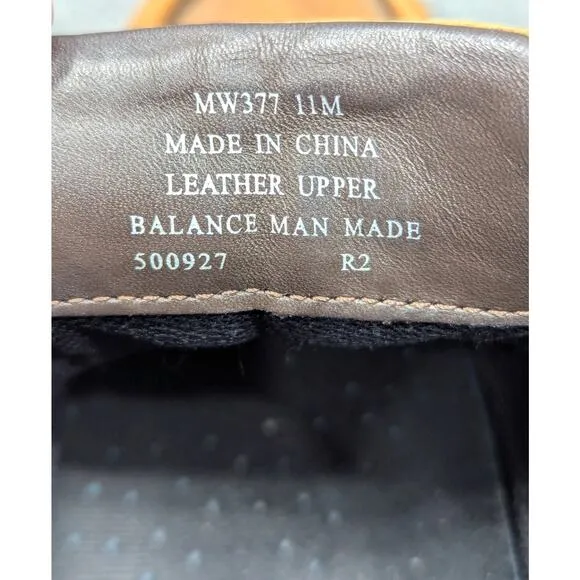 MW377 11M
MADE IN CHINA
LEATHER UPPER
BALANCE MAN MADE
500927 R2